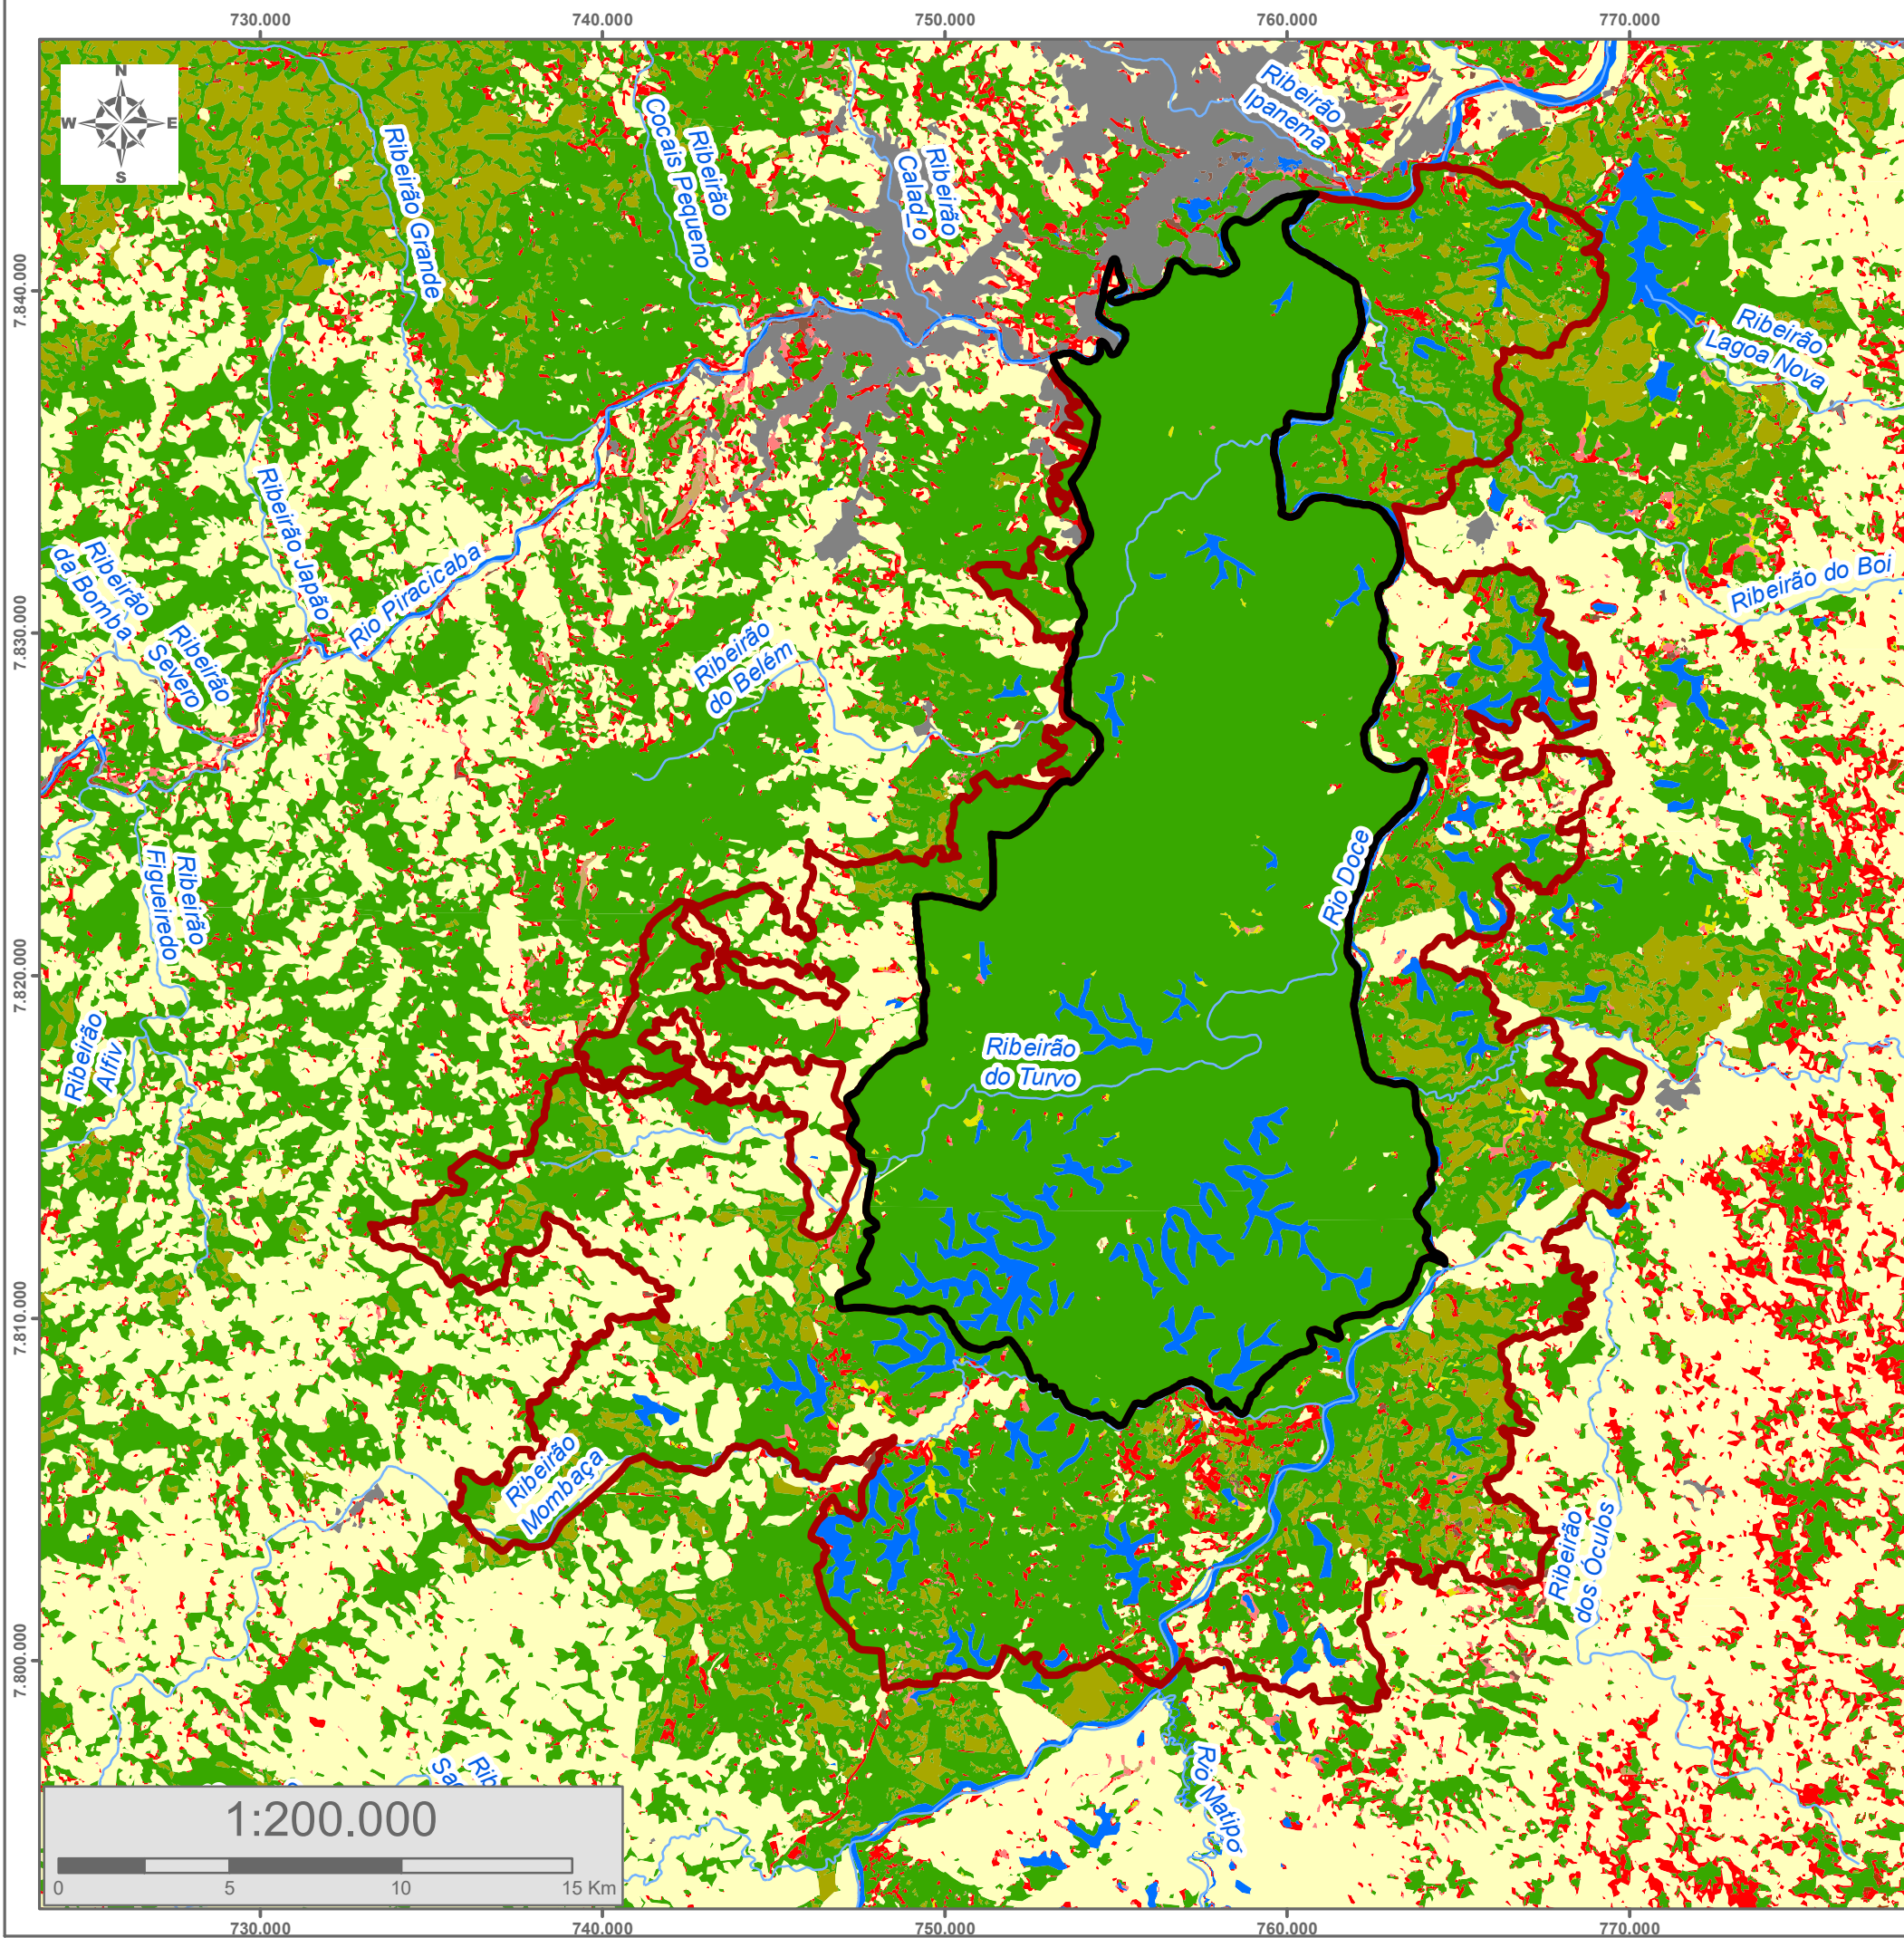 730.000 740.000 750.000 760.000 770.000
N
W E
S
Ribeirão
Ipanema
Ribeirão Grande
Ribeirão
Cocais Pequeno
Ribeirão
Calad_o
7.840.000
Ribeirão
Lagoa Nova
Ribeirão Japão
Rio Piracicaba
Ribeirão
da Bomba
Ribeirão
Severo
Ribeirão do Boi
7.830.000
Ribeirão
do Belém
Ribeirão
Figueiredo
Rio Doce
7.820.000
Ribeirão
Alfiv
Ribeirão
do Turvo
7.810.000
Ribeirão
Mombaça
Ribeirão
dos Óculos
7.800.000
Rio Matipó
1:200.000
0 5 10 15 Km
730.000 740.000 750.000 760.000 770.000